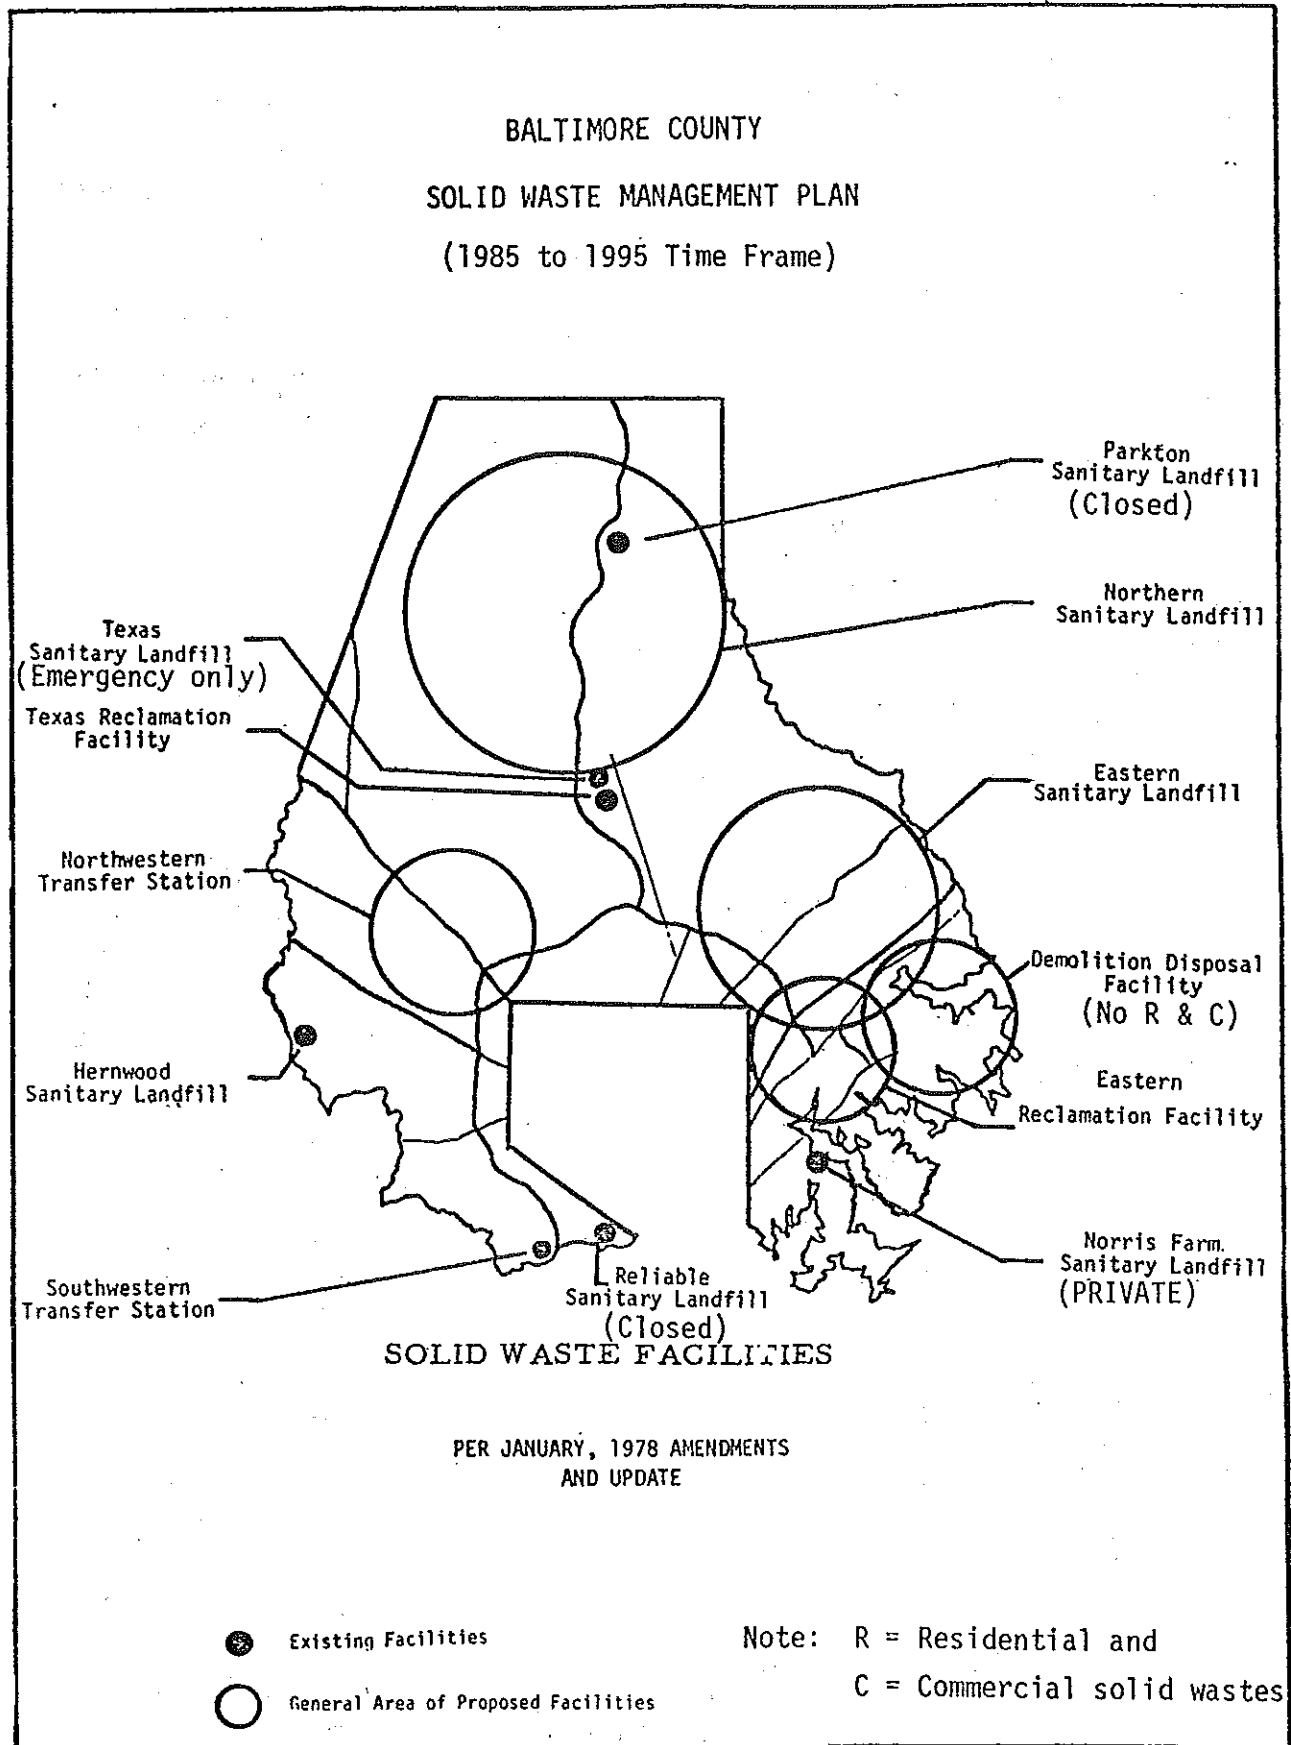 BALTIMORE COUNTY
SOLID WASTE MANAGEMENT PLAN
(1985 to 1995 Time Frame)
Parkton
Sanitary Landfill
(Closed)
Northern
Sanitary Landfill
Texas
Sanitary Landfill
(Emergency only)
Texas Reclamation
Facility
Eastern
Sanitary Landfill
Northwestern
Transfer Station
Demolition Disposal
Facility
(No R & C)
Hernwood
Sanitary Landfill
Eastern
Reclamation Facility
Norris Farm.
Sanitary Landfill
(PRIVATE)
Southwestern
Transfer Station
Reliable
Sanitary Landfill
(Closed)
SOLID WASTE FACILITIES
PER JANUARY, 1978 AMENDMENTS
AND UPDATE
Existing Facilities
General Area of Proposed Facilities
Note: R = Residential and
C = Commercial solid wastes